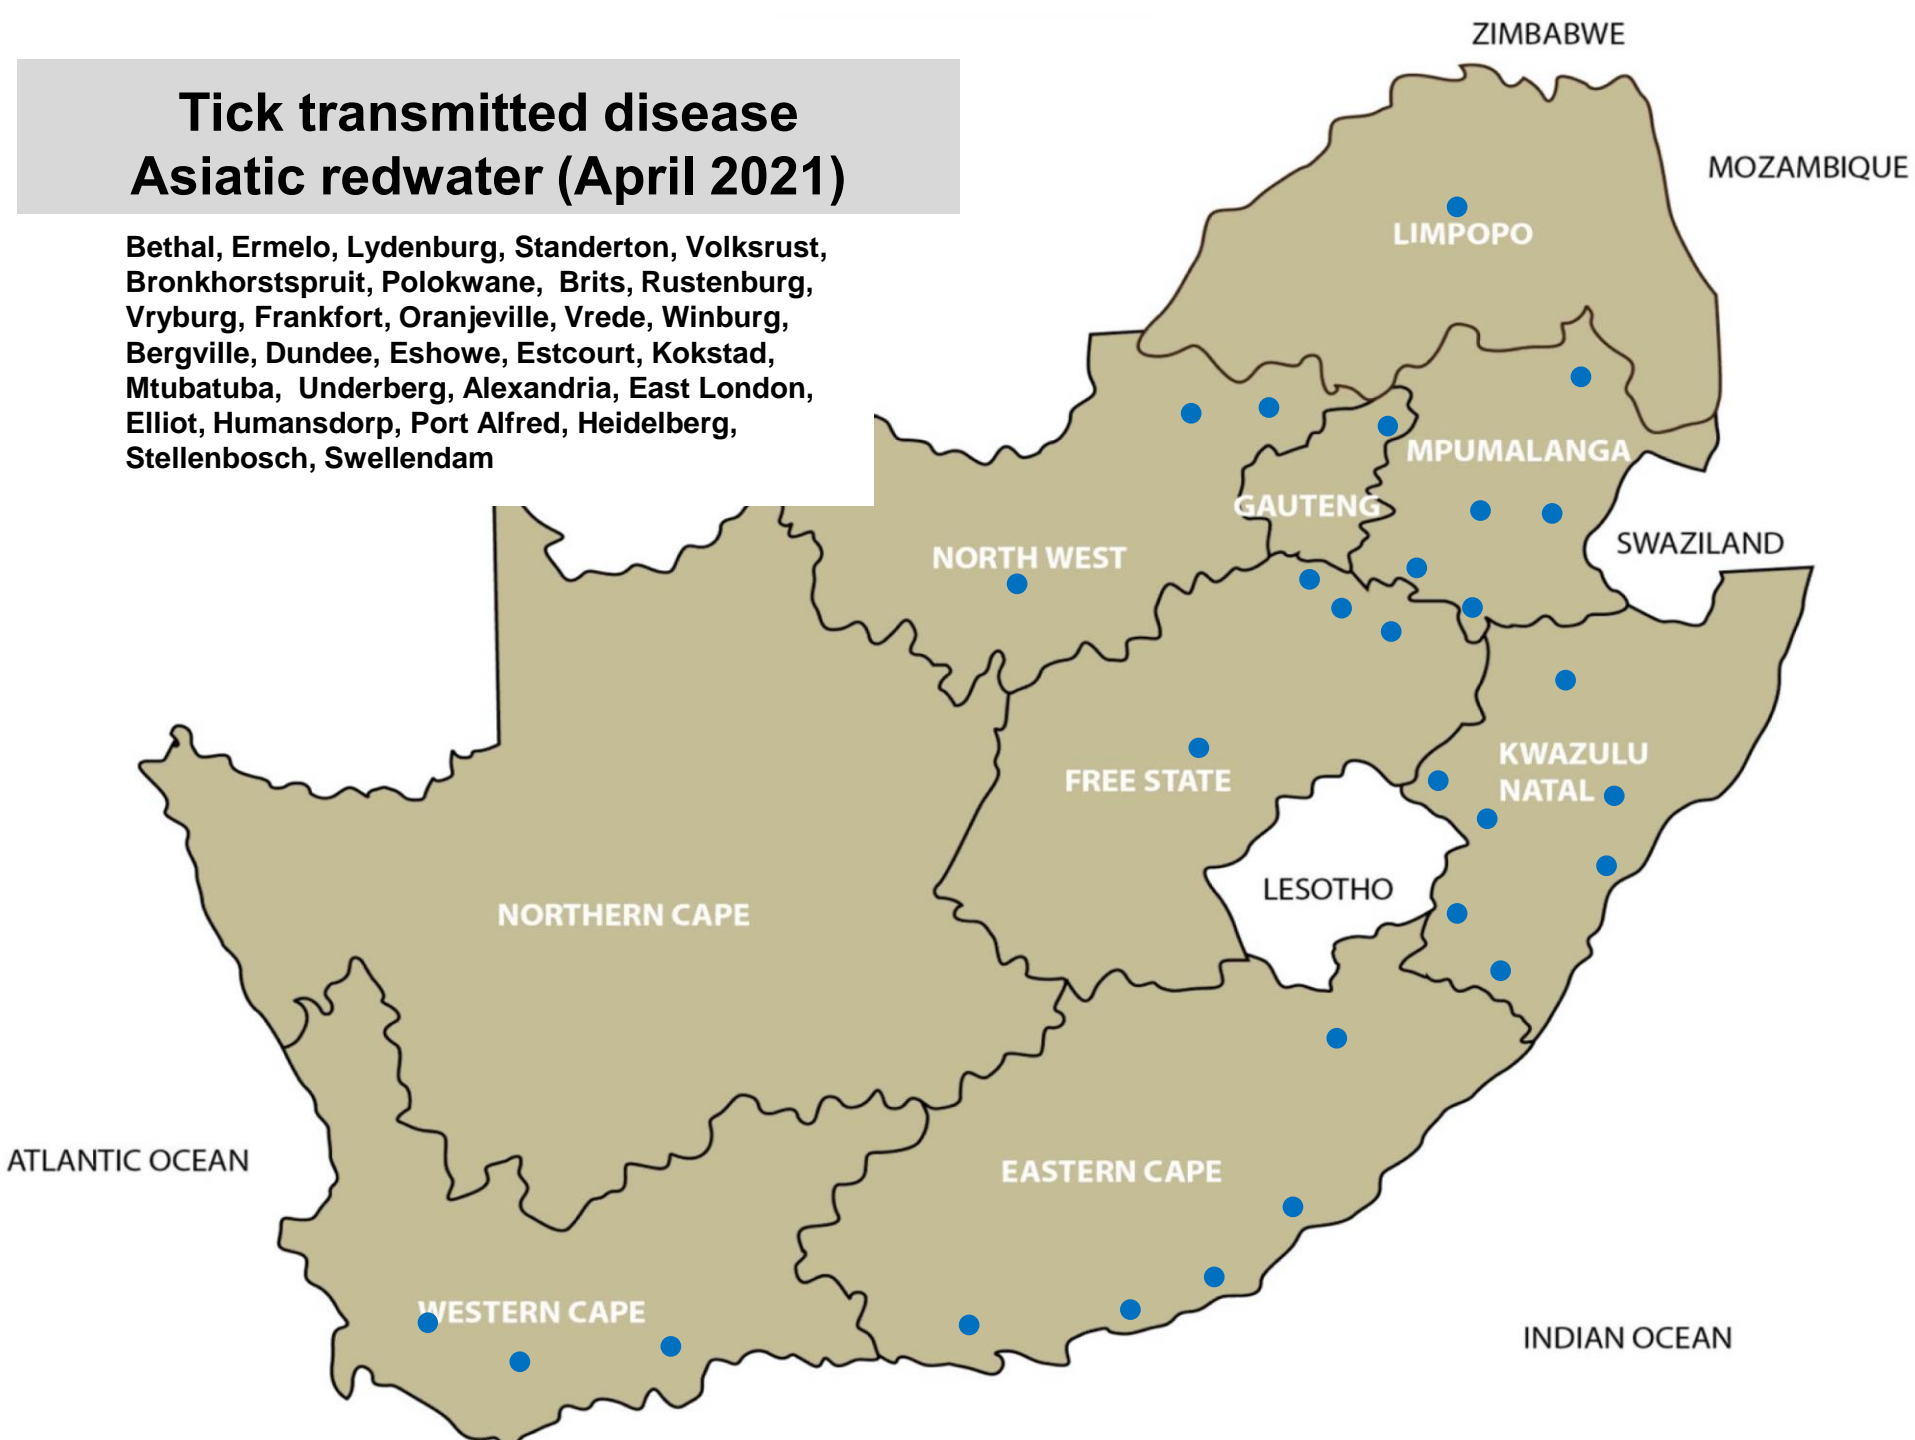 ZIMBABWE
Tick transmitted disease
Asiatic redwater (April 2021)
MOZAMBIQUE
Bethal, Ermelo, Lydenburg, Standerton, Volksrust,
Bronkhorstspruit, Polokwane, Brits, Rustenburg,
Vryburg, Frankfort, Oranjeville, Vrede, Winburg,
Bergville, Dundee, Eshowe, Estcourt, Kokstad,
Mtubatuba, Underberg, Alexandria, East London,
Elliot, Humansdorp, Port Alfred, Heidelberg,
Stellenbosch, Swellendam
LIMPOPO
MPUMALANGA
GAUTENG
SWAZILAND
NORTH WEST
KWAZULU
NATAL
FREE STATE
LESOTHO
NORTHERN CAPE
ATLANTIC OCEAN
EASTERN CAPE
WESTERN CAPE
INDIAN OCEAN